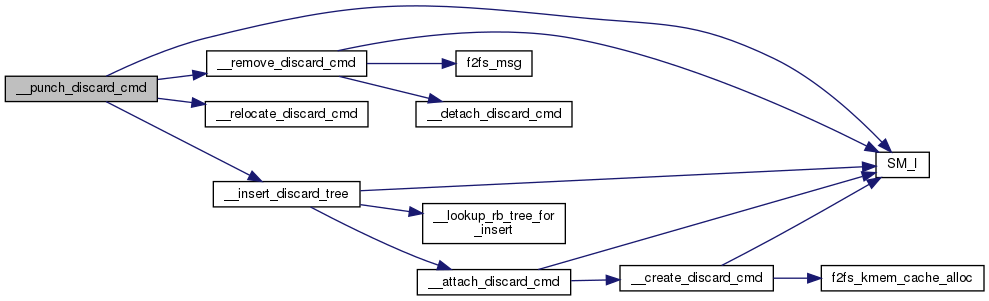 __punch_discard_cmd
__remove_discard_cmd
f2fs_msg
__detach_discard_cmd
__relocate_discard_cmd
SM_I
__insert_discard_tree
__lookup_rb_tree_for
_insert
__attach_discard_cmd
__create_discard_cmd
f2fs_kmem_cache_alloc